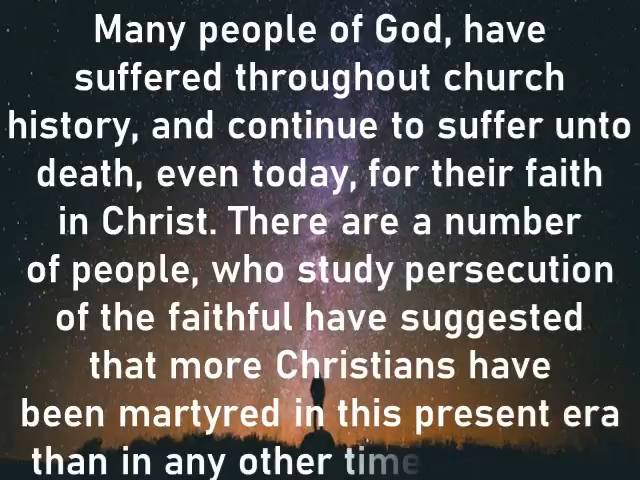 Many people of God, have
suffered throughout church
history, and continue to suffer unto
death, even today, for their faith
in Christ. There are a number
of people, who study persecution
of the faithful have suggested
that more Christians have
been martyred in this present era
than in any other time